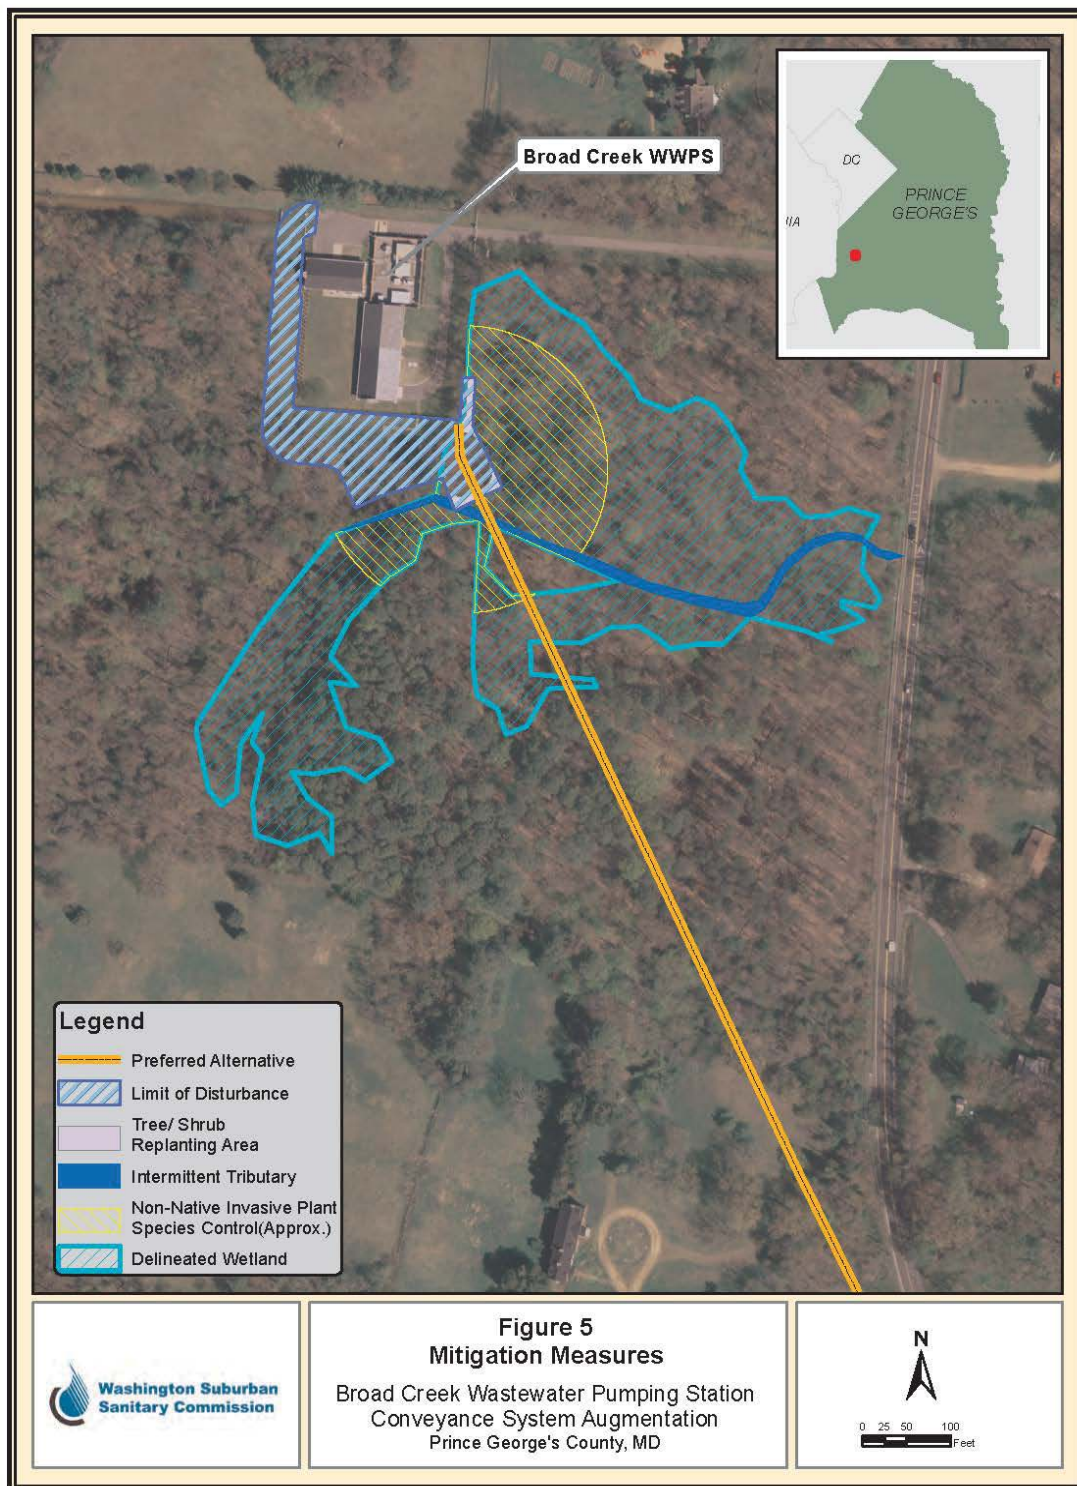 Broad Creek WWPS
DC
PRINCE
GEORGE'S
Legend
Preferred Alternative
Limit of Disturbance
Tree/ Shrub
Replanting Area
Intermittent Tributary
Non-Native Invasive Plant
Species Control(Approx.)
Delineated Wetland
Washington Suburban
Sanitary Commission
Figure 5
Mitigation Measures
Broad Creek Wastewater Pumping Station
Conveyance System Augmentation
Prince George's County, MD
N
0 25 50 100
Feet